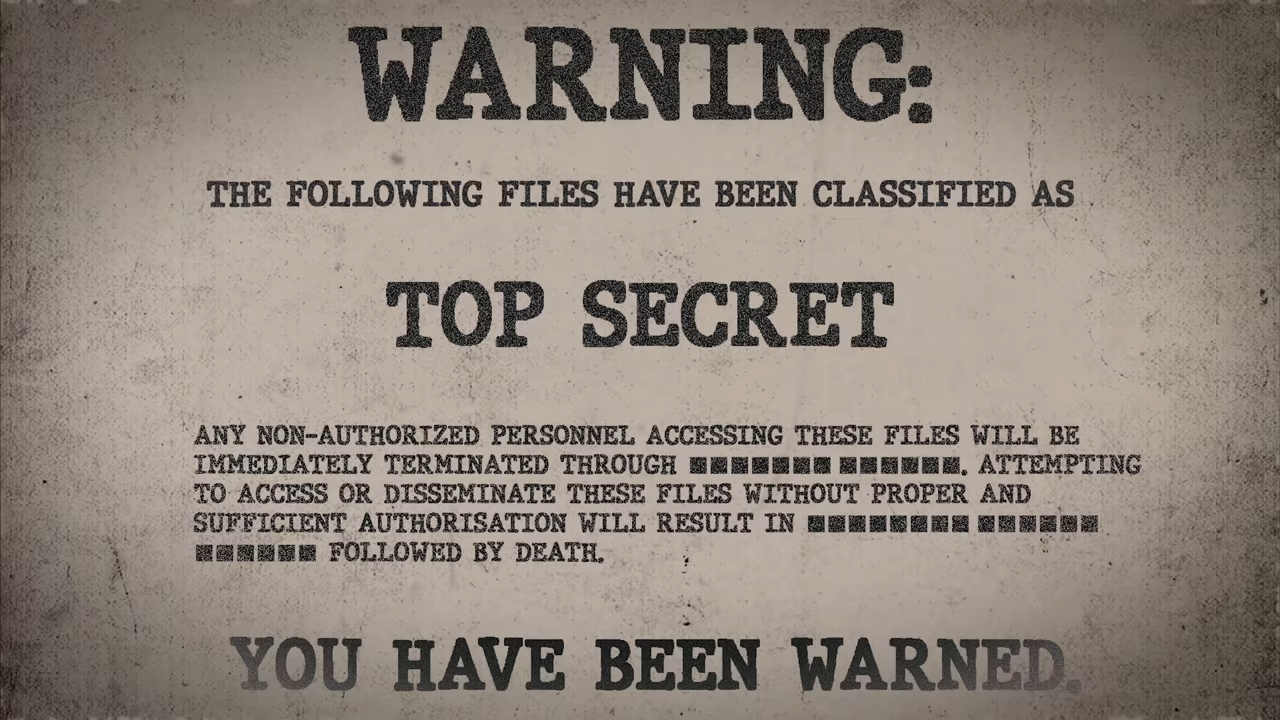 WARNING:
THE FOLLOWING FILES HAVE BEEN CLASSIFIED AS
TOP SECRET
ANY NON-AUTHORIZED PERSONNEL ACCESSING THESE FILES WILL BE
IMMEDIATELY TERMINATED THROUGH ■■■■■■■ ■■■■■■. ATTEMPTING
TO ACCESS OR DISSEMINATE THESE FILES WITHOUT PROPER AND
SUFFICIENT AUTHORISATION WILL RESULT IN ■■■■■■■■ ■■■■■■
■■■■■■ FOLLOWED BY DEATH.
YOU HAVE BEEN WARNED.